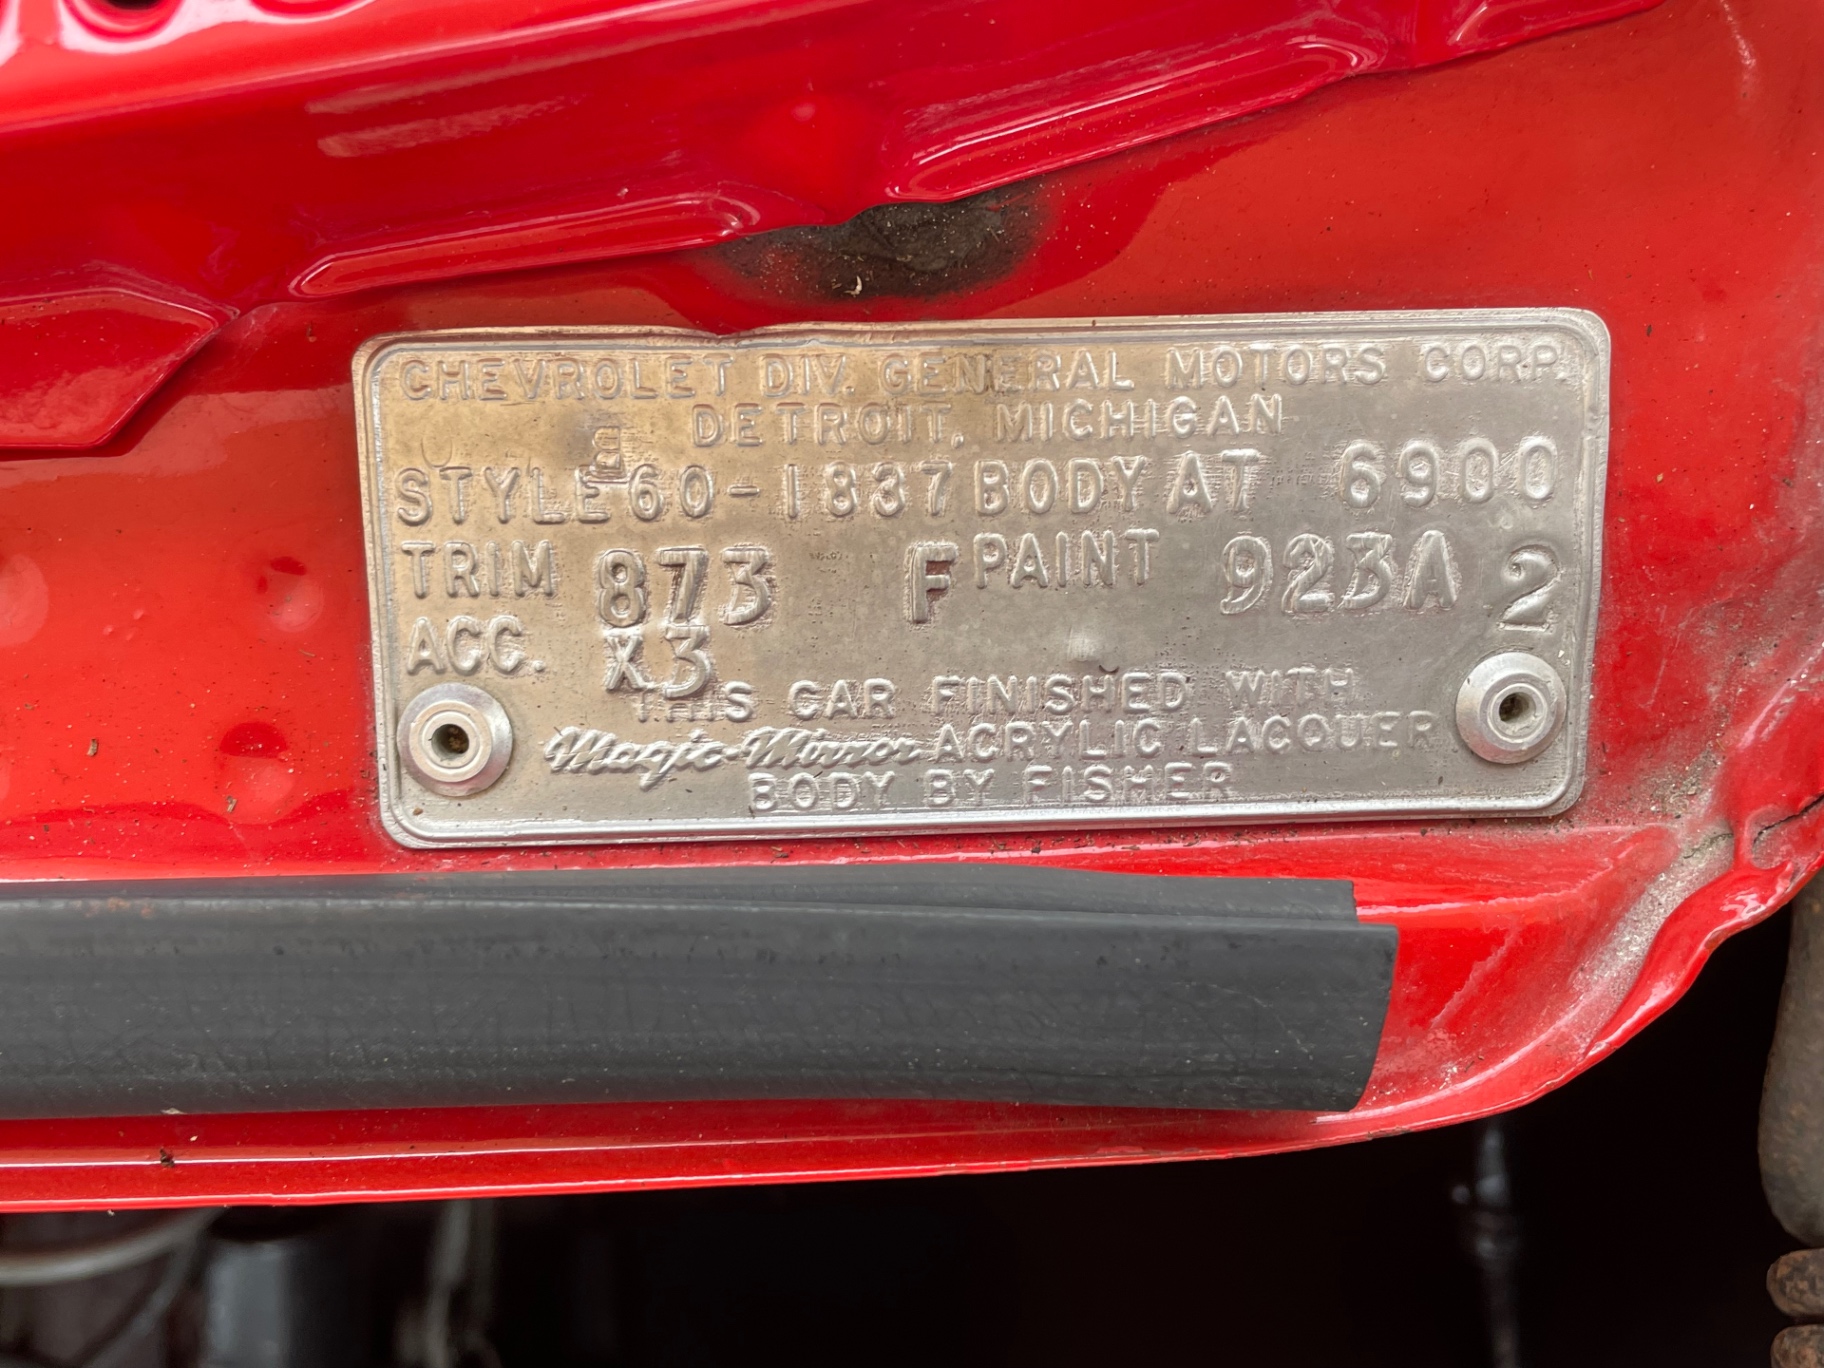 CHEVROLET DIV. GENERAL MOTORS CORP.
DETROIT, MICHIGAN
B
STYLE 60-1837 BODY AT 6900
TRIM 873 F PAINT 923A 2
ACC. X3
THIS CAR FINISHED WITH
Magic-Mirror ACRYLIC LACQUER
BODY BY FISHER